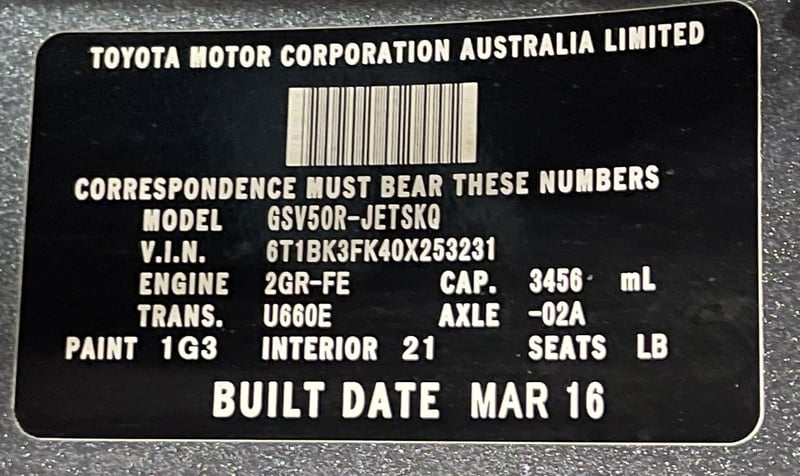 TOYOTA MOTOR CORPORATION AUSTRALIA LIMITED
CORRESPONDENCE MUST BEAR THESE NUMBERS
MODEL GSV50R-JETSKQ
V.I.N. 6T1BK3FK40X253231
ENGINE 2GR-FE CAP. 3456 mL
TRANS. U660E AXLE -02A
PAINT 1G3 INTERIOR 21 SEATS LB
BUILT DATE MAR 16